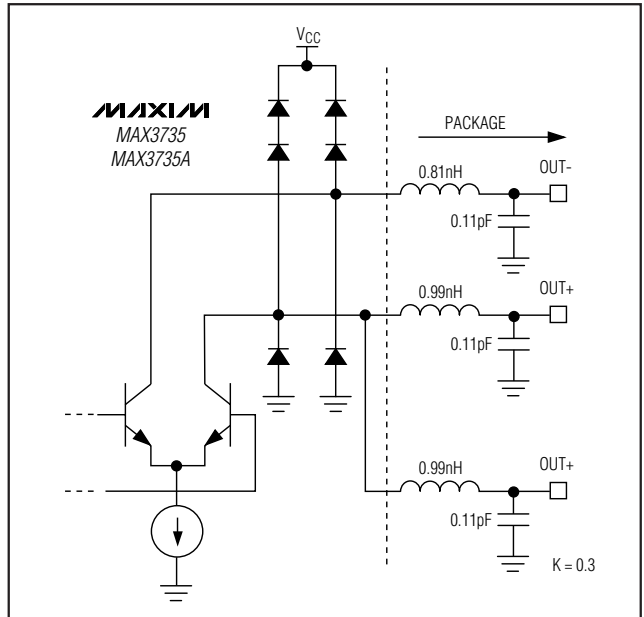 VCC
MAXIM
MAX3735
MAX3735A
PACKAGE
0.81nH
OUT-
0.11pF
0.99nH
OUT+
0.11pF
0.99nH
OUT+
0.11pF
K = 0.3